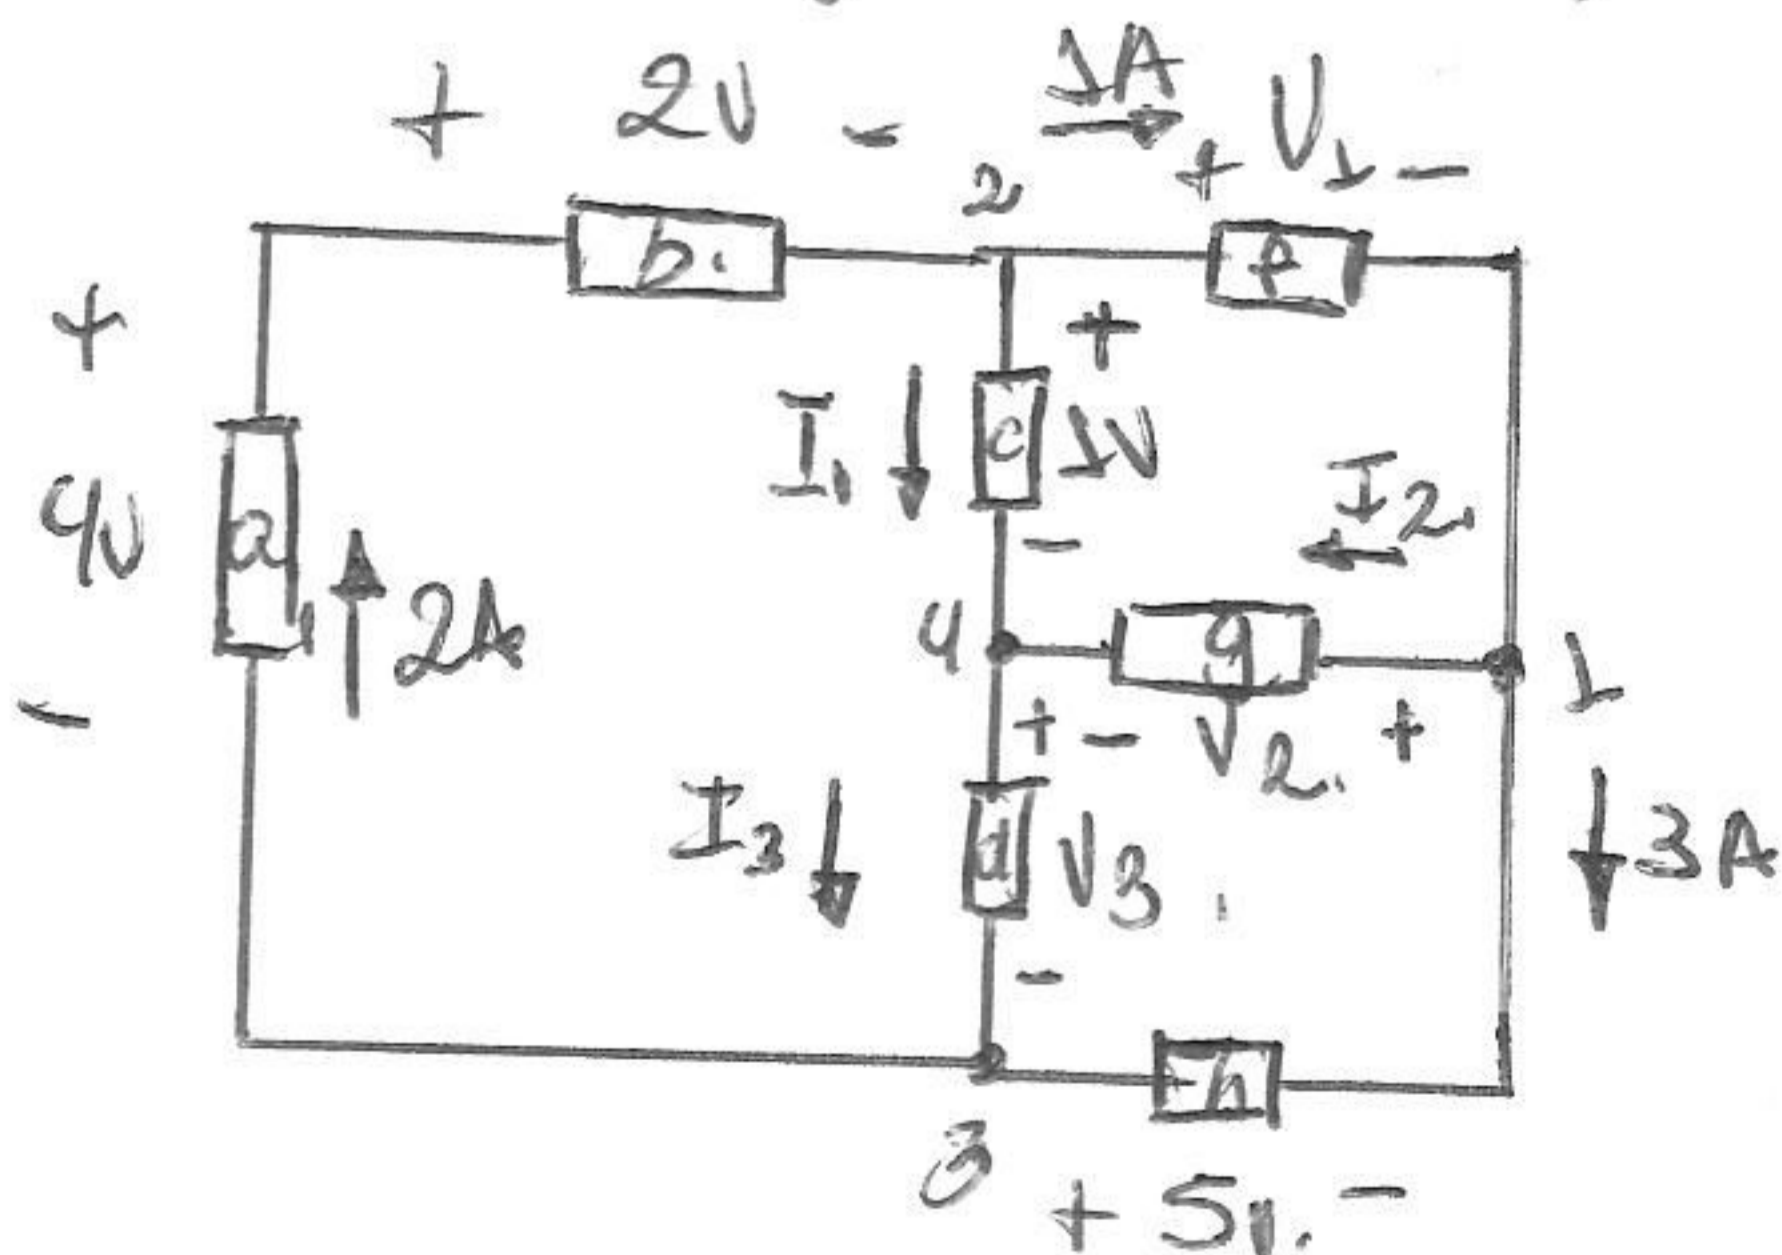 + 2V - 1A + V1 -
2
b. f
+
+
I1 c 1V
I2.
4V a -
2A
4 g 1
+ - V2. +
-
I3 d V3. 3A
-
h
3 + 5V. -